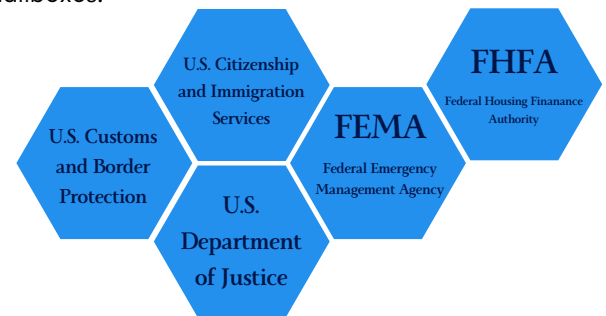 U.S. Customs
and Border
Protection
U.S. Citizenship
and Immigration
Services
U.S.
Department
of Justice
FEMA
Federal Emergency
Management Agency
FHFA
Federal Housing Finanance
Authority